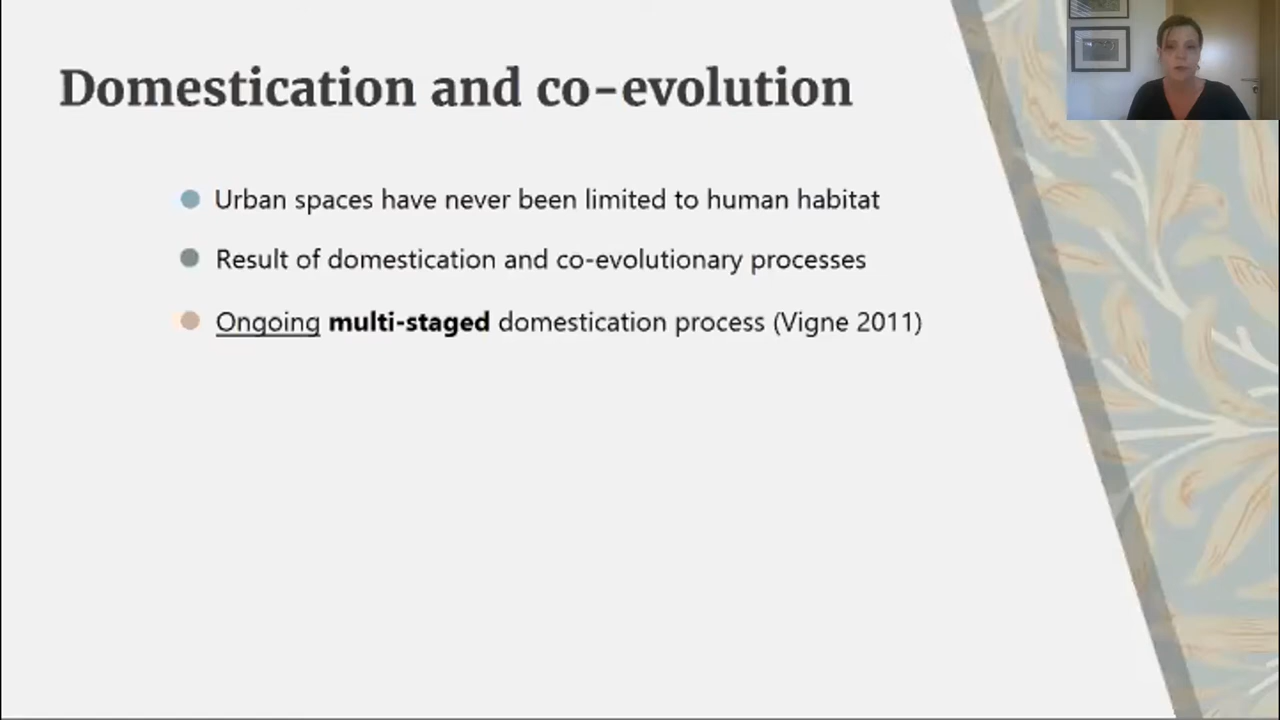 Domestication and co-evolution
Urban spaces have never been limited to human habitat
Result of domestication and co-evolutionary processes
Ongoing multi-staged domestication process (Vigne 2011)